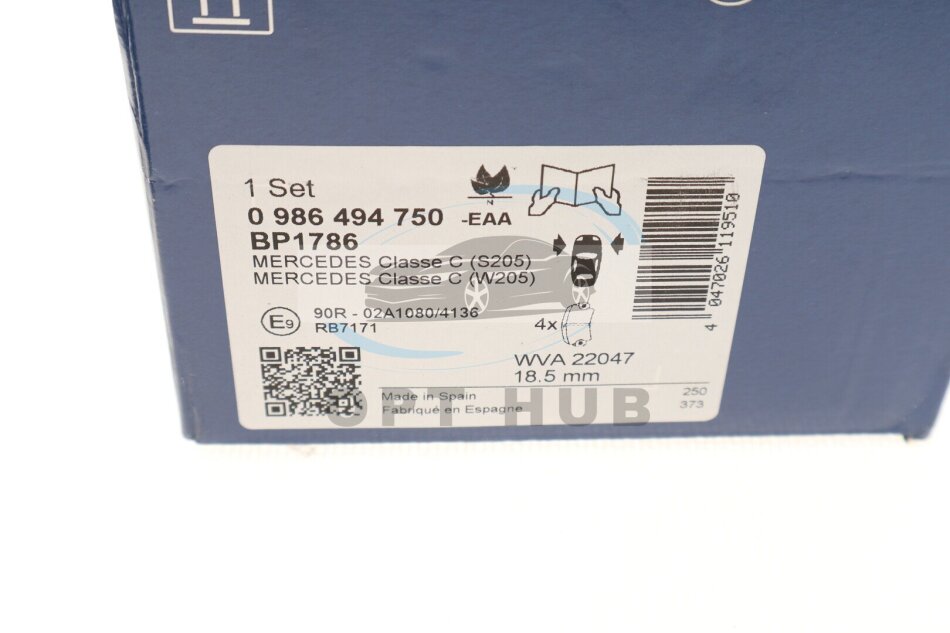 1 Set
0 986 494 750 -EAA
BP1786
MERCEDES Classe C (S205)
MERCEDES Classe C (W205)
E9
90R - 02A1080/4136
RB7171
4x
WVA 22047
18.5 mm
Made in Spain
Fabriqué en Espagne
250
373
4 047026 119510
N
OPT HUB